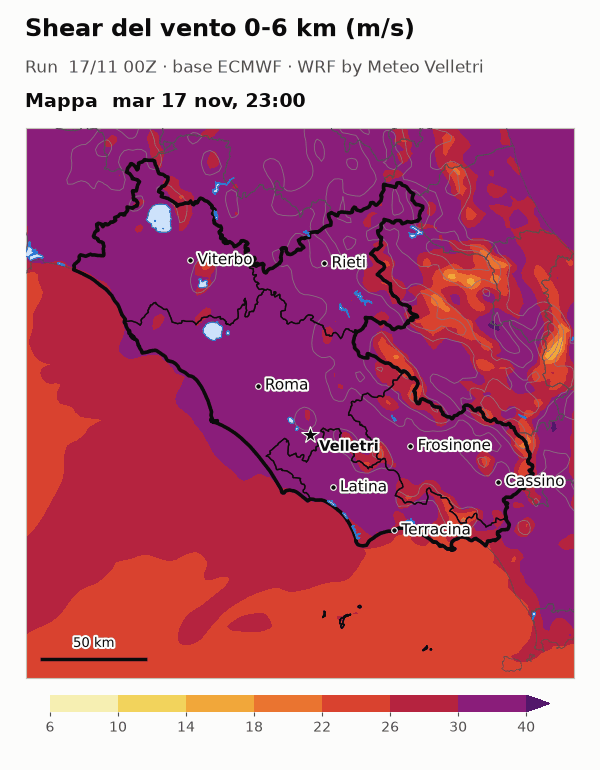 Shear del vento 0-6 km (m/s)
Run  17/11 00Z · base ECMWF · WRF by Meteo Velletri
Mappa  mar 17 nov, 23:00
Viterbo
Rieti
Roma
Velletri
Frosinone
Latina
Cassino
Terracina
50 km
6 10 14 18 22 26 30 40